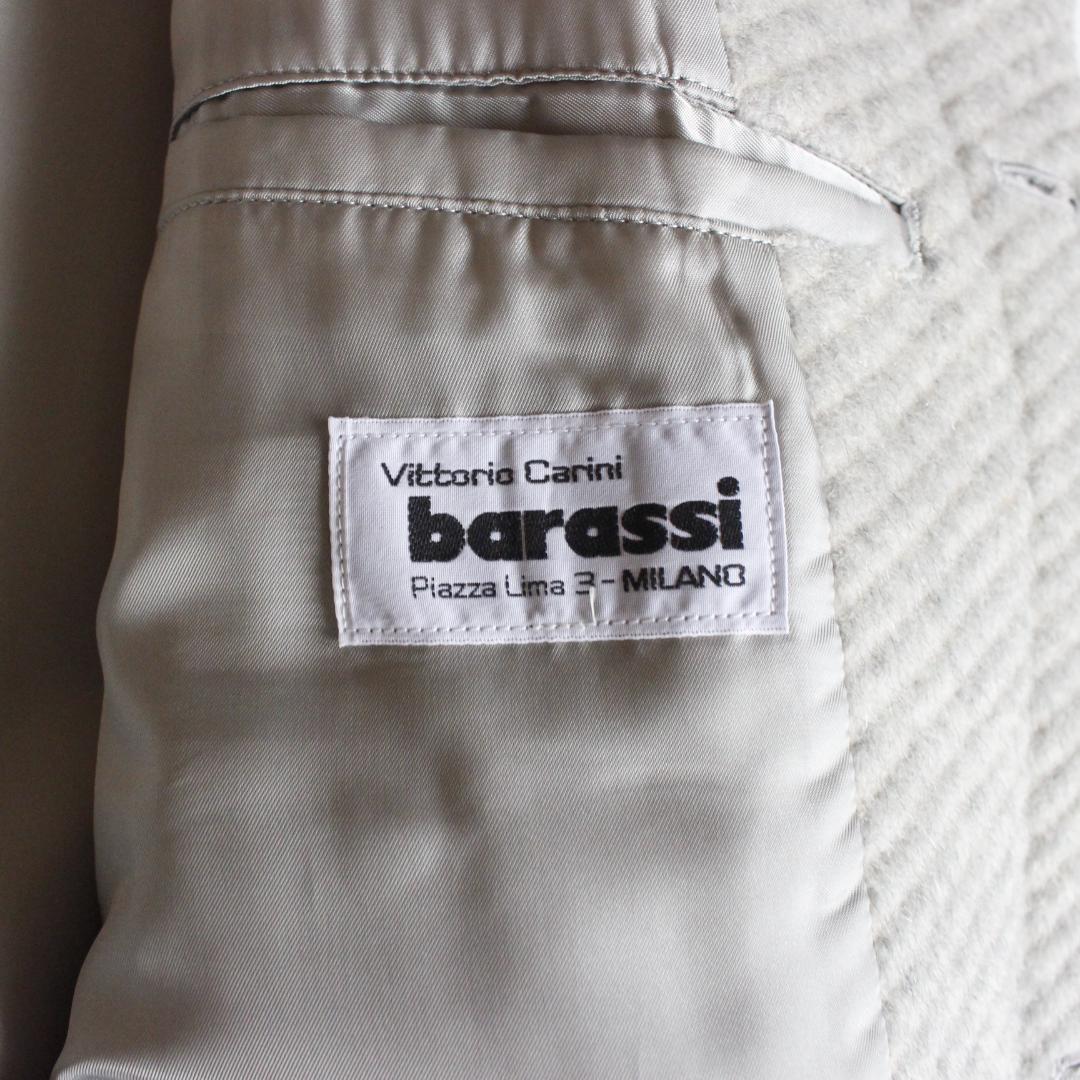 Vittorio Carini
barassi
Piazza Lima 3 - MILANO